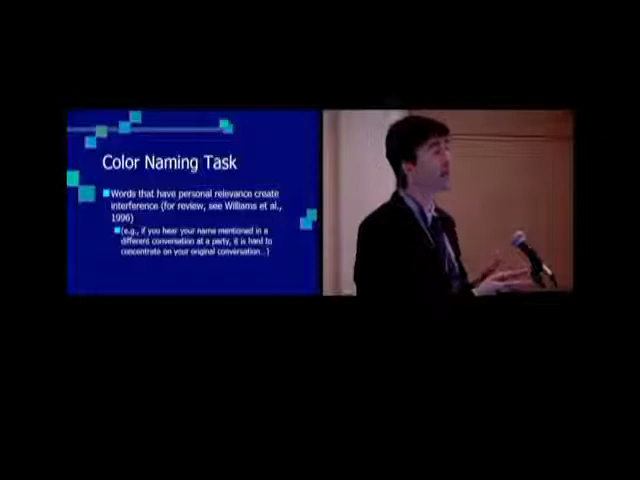 Color Naming Task
Words that have personal relevance create
interference (for review, see Williams et al.,
1996)
(e.g., if you hear your name mentioned in a
different conversation at a party, it is hard to
concentrate on your original conversation…)